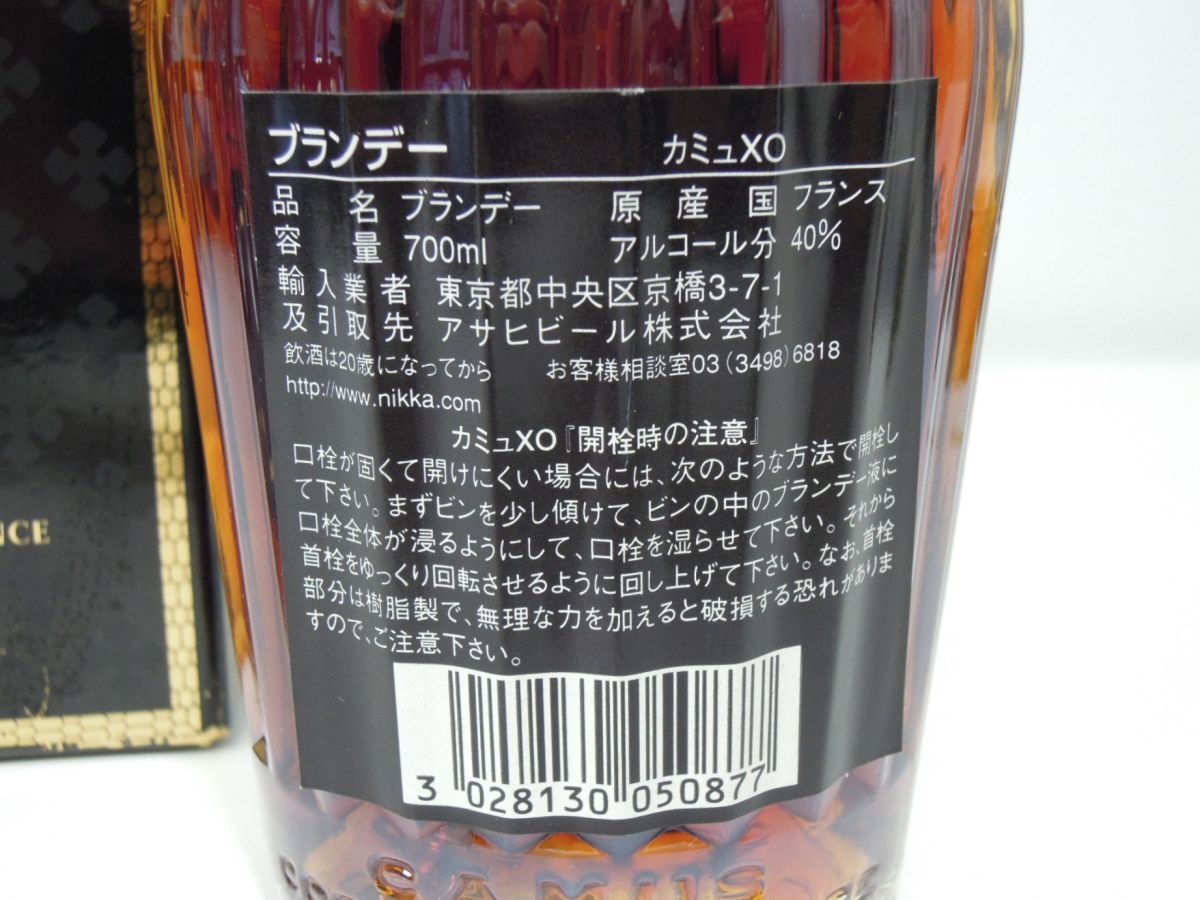 ブランデー カミュXO
品名 ブランデー 原産国 フランス
容量 700ml アルコール分 40%
輸入業者 東京都中央区京橋3-7-1
及引取先 アサヒビール株式会社
飲酒は20歳になってから お客様相談室03(3498)6818
http://www.nikka.com
カミュXO『開栓時の注意』
口栓が固くて開けにくい場合には、次のような方法で開栓し
て下さい。まずビンを少し傾けて、ビンの中のブランデー液に
口栓全体が浸るようにして、口栓を湿らせて下さい。それから
首栓をゆっくり回転させるように回し上げて下さい。なお、首栓
部分は樹脂製で、無理な力を加えると破損する恐れがありま
すので、ご注意下さい。
3 028130 050877
CAMUS